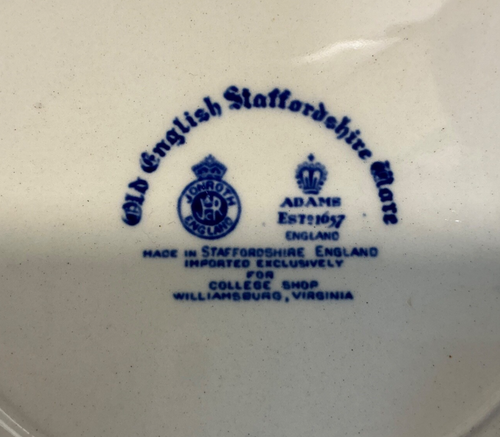 Old English Staffordshire Ware
JONROTH
ENGLAND
ADAMS
ESTD 1657
ENGLAND
MADE IN STAFFORDSHIRE ENGLAND
IMPORTED EXCLUSIVELY
FOR
COLLEGE SHOP
WILLIAMSBURG, VIRGINIA